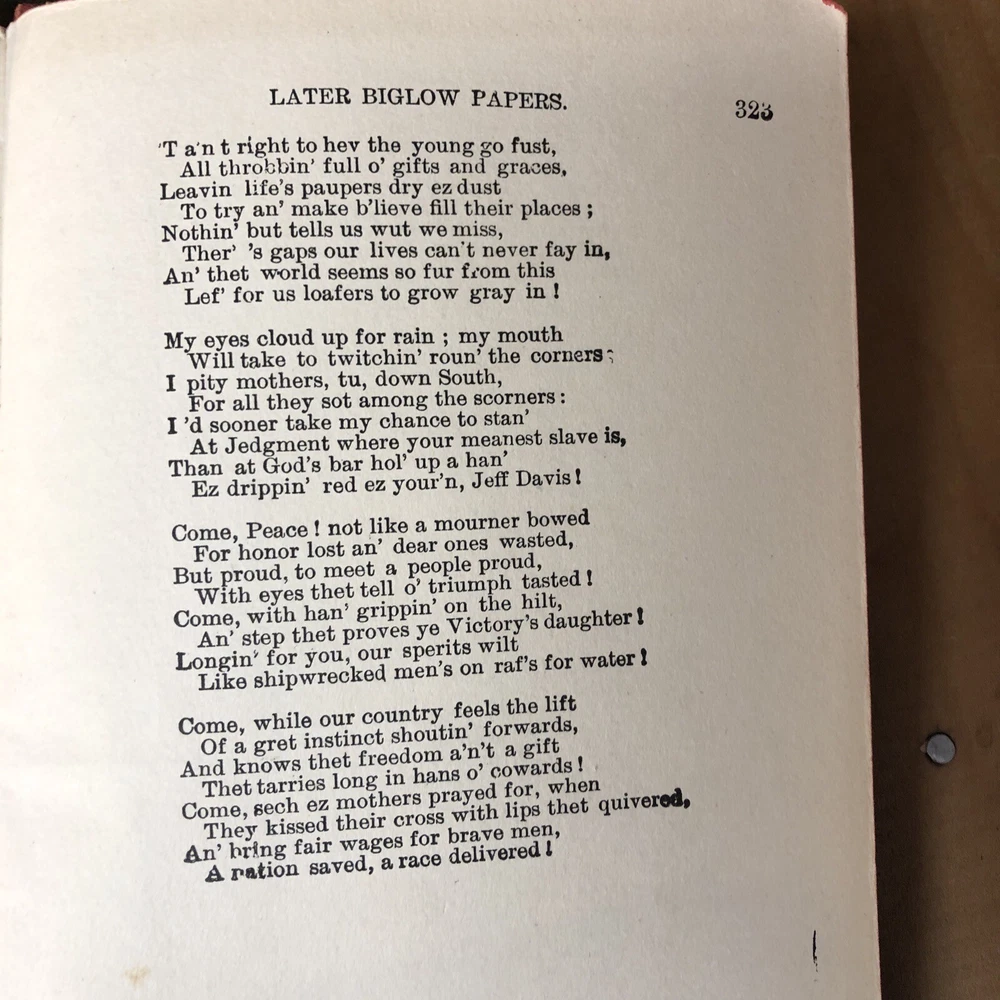 LATER BIGLOW PAPERS.
323
'T a'n t right to hev the young go fust,
All throbbin' full o' gifts and graces,
Leavin life's paupers dry ez dust
To try an' make b'lieve fill their places ;
Nothin' but tells us wut we miss,
Ther' 's gaps our lives can't never fay in,
An' thet world seems so fur from this
Lef' for us loafers to grow gray in !
My eyes cloud up for rain ; my mouth
Will take to twitchin' roun' the corners ;
I pity mothers, tu, down South,
For all they sot among the scorners :
I 'd sooner take my chance to stan'
At Jedgment where your meanest slave is,
Than at God's bar hol' up a han'
Ez drippin' red ez your'n, Jeff Davis !
Come, Peace ! not like a mourner bowed
For honor lost an' dear ones wasted,
But proud, to meet a people proud,
With eyes thet tell o' triumph tasted !
Come, with han' grippin' on the hilt,
An' step thet proves ye Victory's daughter !
Longin' for you, our sperits wilt
Like shipwrecked men's on raf's for water !
Come, while our country feels the lift
Of a gret instinct shoutin' forwards,
And knows thet freedom a'n't a gift
Thet tarries long in hans o' cowards !
Come, sech ez mothers prayed for, when
They kissed their cross with lips thet quivered,
An' bring fair wages for brave men,
A nation saved, a race delivered !